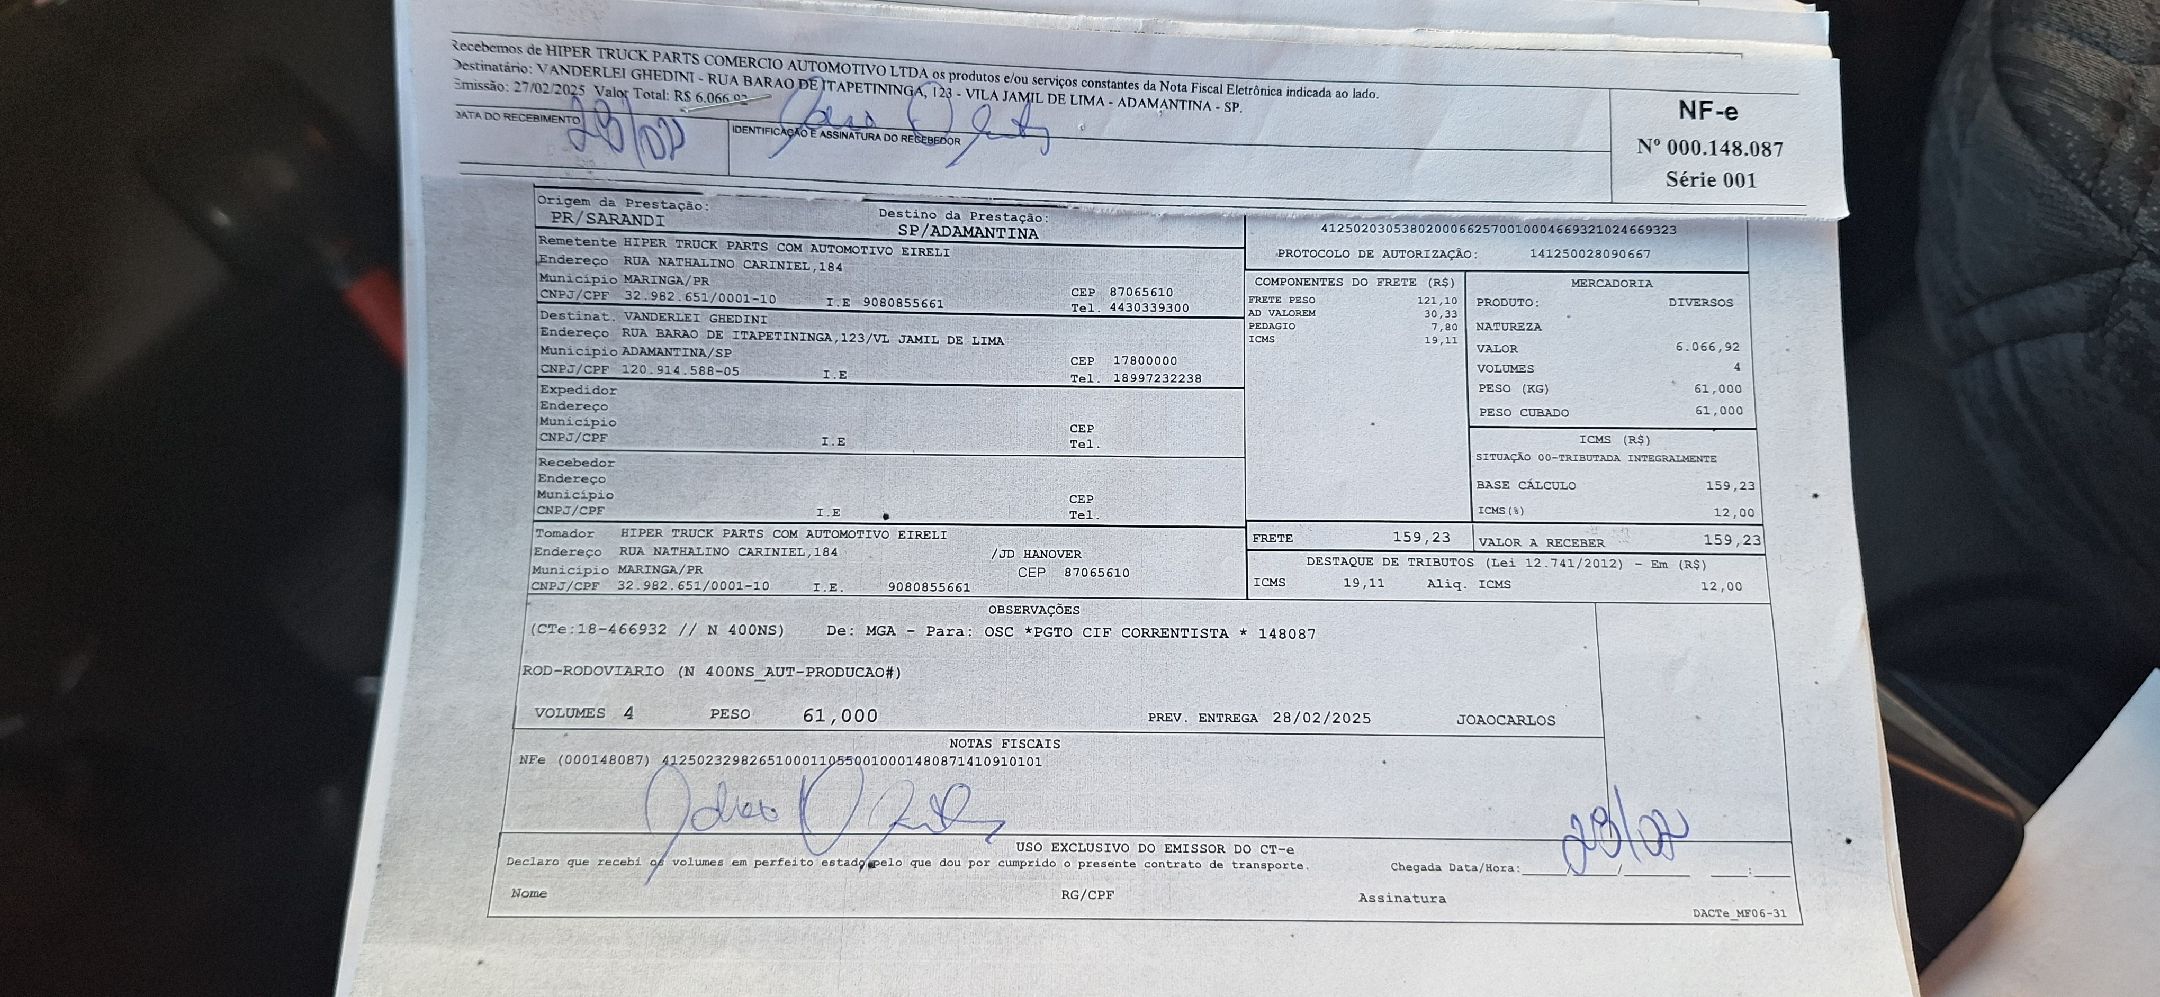 Recebemos de HIPER TRUCK PARTS COMERCIO AUTOMOTIVO LTDA os produtos e/ou serviços constantes da Nota Fiscal Eletrônica indicada ao lado.
Destinatário: VANDERLEI GHEDINI - RUA BARAO DE ITAPETININGA, 123 - VILA JAMIL DE LIMA - ADAMANTINA - SP.
Emissão: 27/02/2025 Valor Total: R$ 6.066,92
DATA DO RECEBIMENTO
28/02
IDENTIFICAÇÃO E ASSINATURA DO RECEBEDOR
NF-e
Nº 000.148.087
Série 001
Origem da Prestação:
PR/SARANDI
Destino da Prestação:
SP/ADAMANTINA
41250203053802000662570010004669321024669323
PROTOCOLO DE AUTORIZAÇÃO: 141250028090667
Remetente HIPER TRUCK PARTS COM AUTOMOTIVO EIRELI
Endereço RUA NATHALINO CARINIEL,184
Município MARINGA/PR CEP 87065610
CNPJ/CPF 32.982.651/0001-10 I.E 9080855661 Tel. 4430339300
Destinat. VANDERLEI GHEDINI
Endereço RUA BARAO DE ITAPETININGA,123/VL JAMIL DE LIMA
Município ADAMANTINA/SP CEP 17800000
CNPJ/CPF 120.914.588-05 I.E Tel. 18997232238
Expedidor
Endereço
Município CEP
CNPJ/CPF I.E Tel.
Recebedor
Endereço
Município CEP
CNPJ/CPF I.E Tel.
Tomador HIPER TRUCK PARTS COM AUTOMOTIVO EIRELI
Endereço RUA NATHALINO CARINIEL,184 /JD HANOVER
Município MARINGA/PR CEP 87065610
CNPJ/CPF 32.982.651/0001-10 I.E. 9080855661
COMPONENTES DO FRETE (R$)
FRETE PESO 121,10
AD VALOREM 30,33
PEDAGIO 7,80
ICMS 19,11
MERCADORIA
PRODUTO: DIVERSOS
NATUREZA
VALOR 6.066,92
VOLUMES 4
PESO (KG) 61,000
PESO CUBADO 61,000
ICMS (R$)
SITUAÇÃO 00-TRIBUTADA INTEGRALMENTE
BASE CÁLCULO 159,23
ICMS(%) 12,00
FRETE 159,23 VALOR A RECEBER 159,23
DESTAQUE DE TRIBUTOS (Lei 12.741/2012) - Em (R$)
ICMS 19,11 Aliq. ICMS 12,00
OBSERVAÇÕES
(CTe:18-466932 // N 400NS) De: MGA - Para: OSC *PGTO CIF CORRENTISTA * 148087
ROD-RODOVIARIO (N 400NS_AUT-PRODUCAO#)
VOLUMES 4 PESO 61,000 PREV. ENTREGA 28/02/2025 JOAOCARLOS
NOTAS FISCAIS
NFe (000148087) 41250232982651000110550010001480871410910101
28/02
USO EXCLUSIVO DO EMISSOR DO CT-e
Declaro que recebi os volumes em perfeito estado pelo que dou por cumprido o presente contrato de transporte. Chegada Data/Hora:____/____ __:__
Nome RG/CPF Assinatura
DACTe_MF06-31